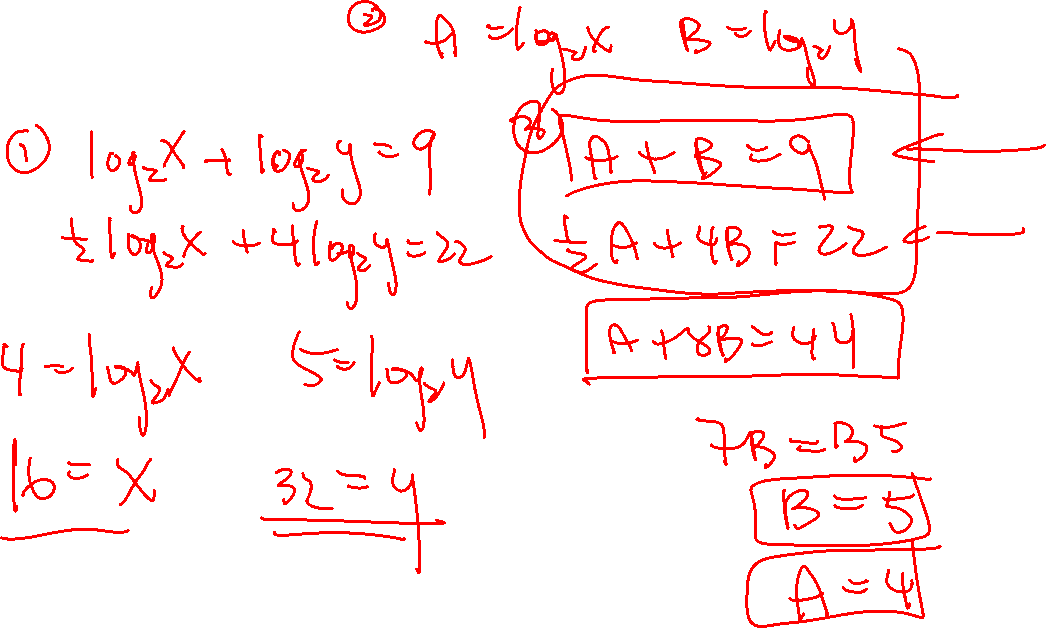 ② A = log₂x B = log₂y
① log₂x + log₂y = 9
½ log₂x + 4 log₂y = 22
4 = log₂x 5 = log₂y
16 = x 32 = y
A + B = 9
½ A + 4B = 22
A + 8B = 44
7B = B5
B = 5
A = 4